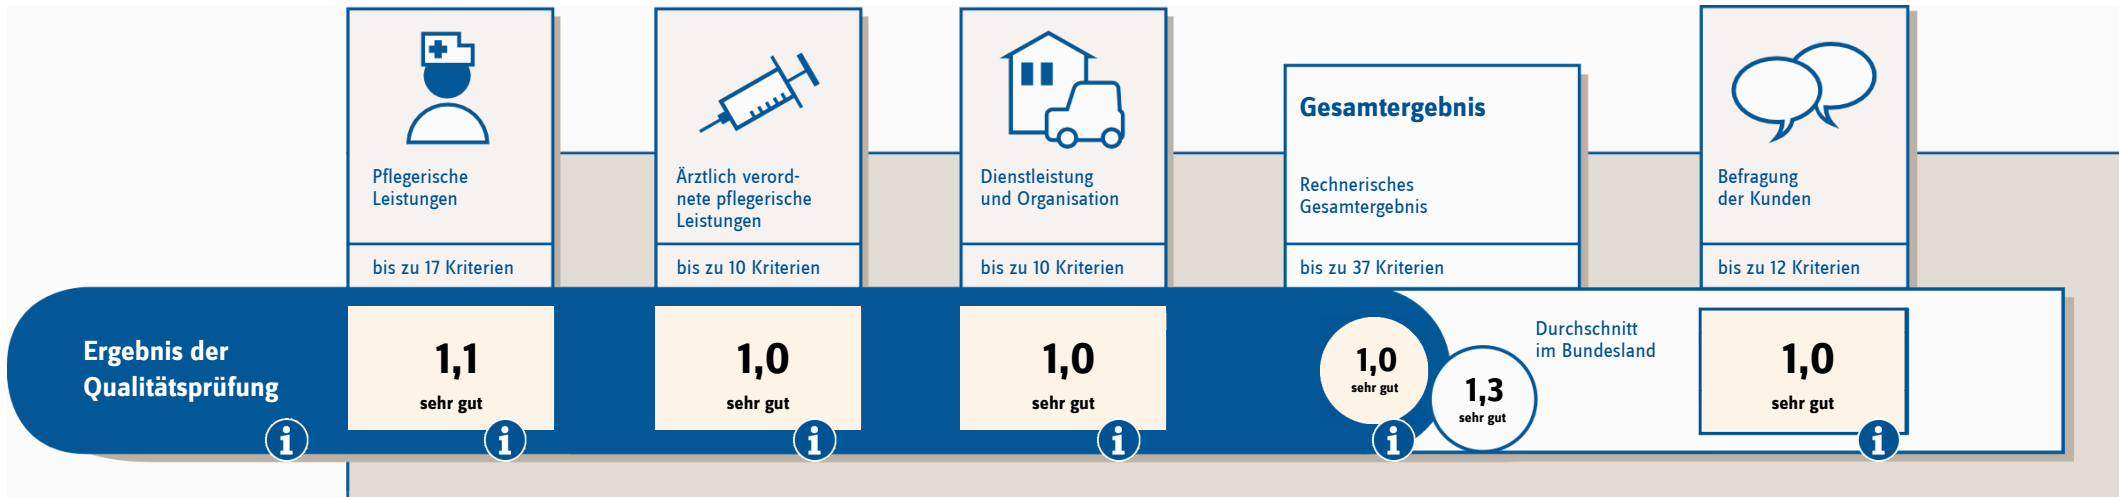 Pflegerische
Leistungen
bis zu 17 Kriterien
Ärztlich verord-
nete pflegerische
Leistungen
bis zu 10 Kriterien
Dienstleistung
und Organisation
bis zu 10 Kriterien
Gesamtergebnis
Rechnerisches
Gesamtergebnis
bis zu 37 Kriterien
Befragung
der Kunden
bis zu 12 Kriterien
Ergebnis der
Qualitätsprüfung
i
1,1
sehr gut
i
1,0
sehr gut
i
1,0
sehr gut
i
1,0
sehr gut
i
1,3
sehr gut
Durchschnitt
im Bundesland
1,0
sehr gut
i